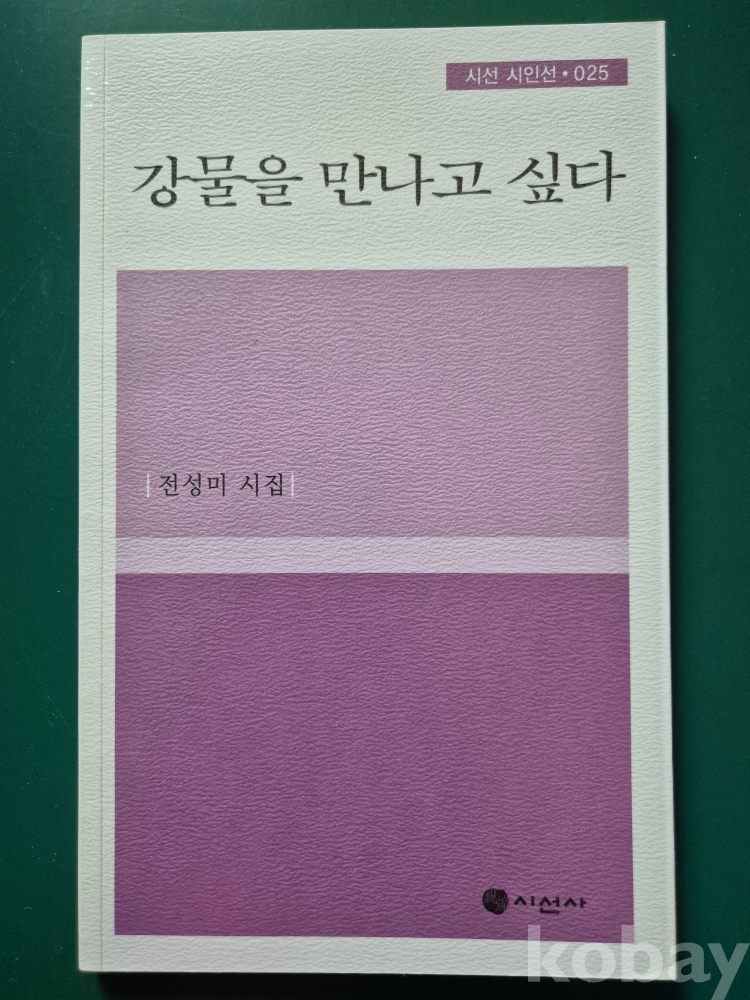 시선 시인선 • 025
강물을 만나고 싶다
| 전성미 시집 |
시선사
kobay